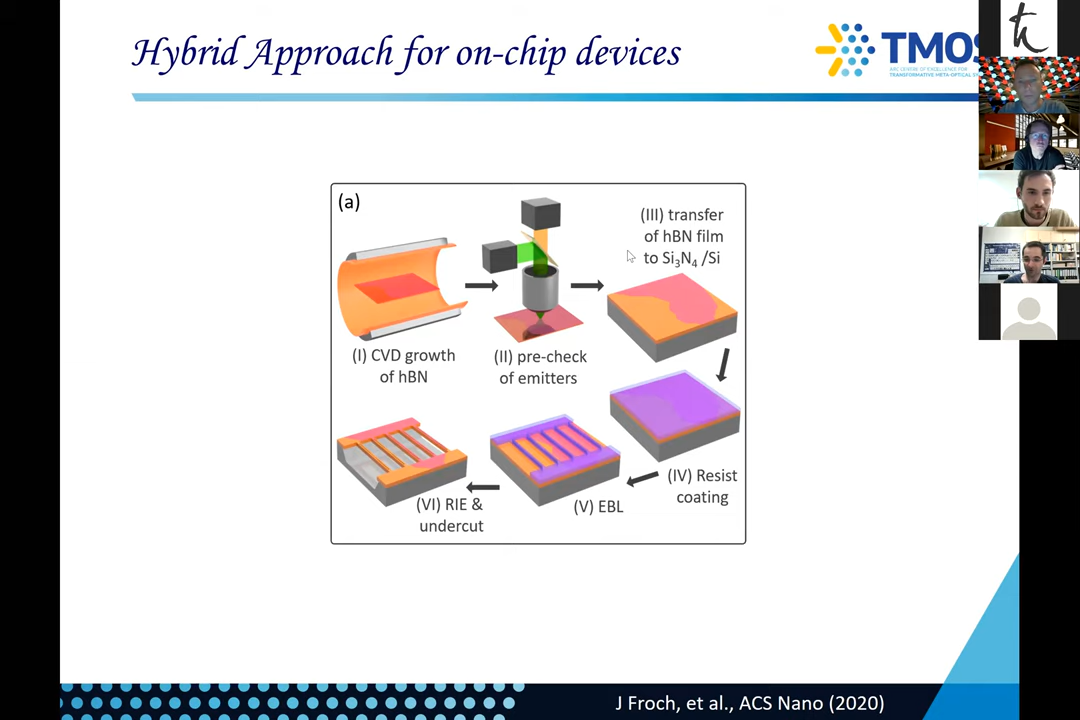 Hybrid Approach for on-chip devices
TMOS
ARC CENTRE OF EXCELLENCE FOR
TRANSFORMATIVE META-OPTICAL
(a)
(III) transfer
of hBN film
to Si₃N₄ /Si
(I) CVD growth
of hBN
(II) pre-check
of emitters
(IV) Resist
coating
(V) EBL
(VI) RIE &
undercut
J Froch, et al., ACS Nano (2020)